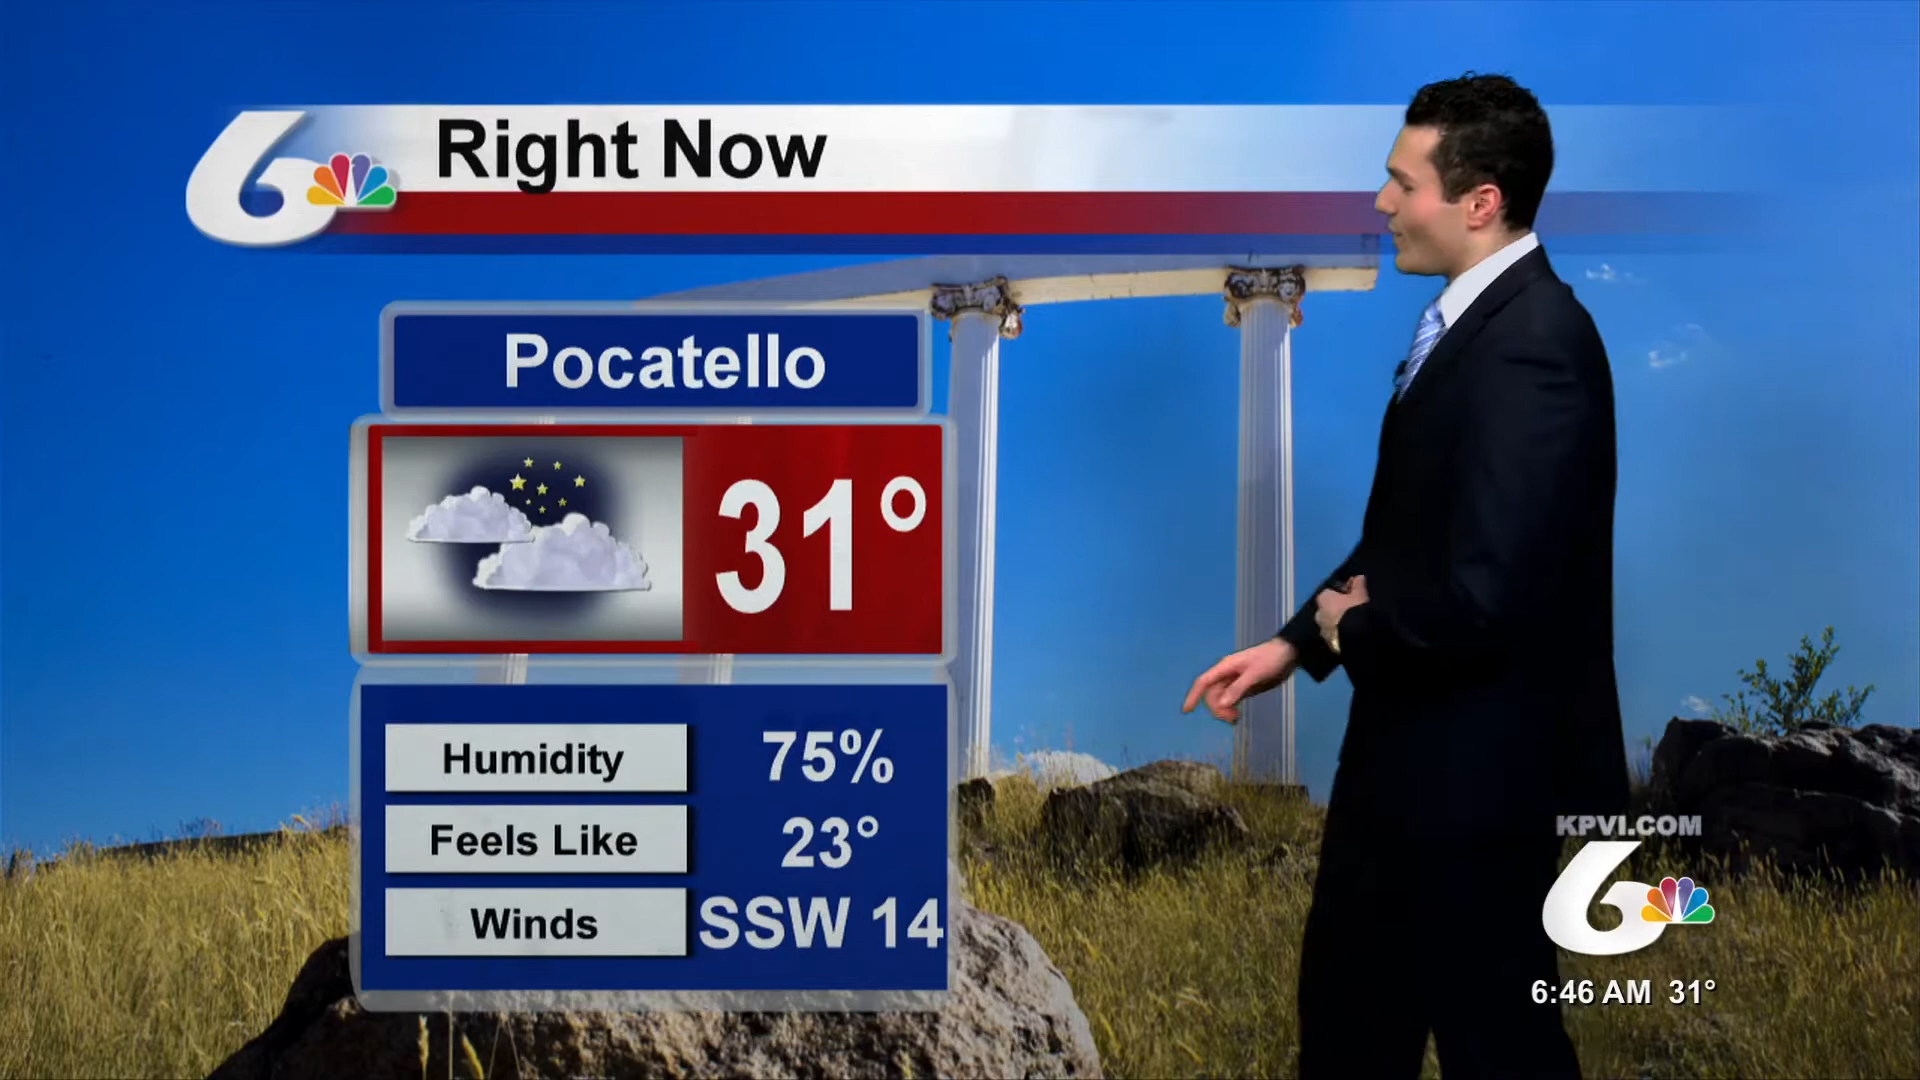 6
Right Now
Pocatello
31°
Humidity 75%
Feels Like 23°
Winds SSW 14
KPVI.COM
6
6:46 AM 31°